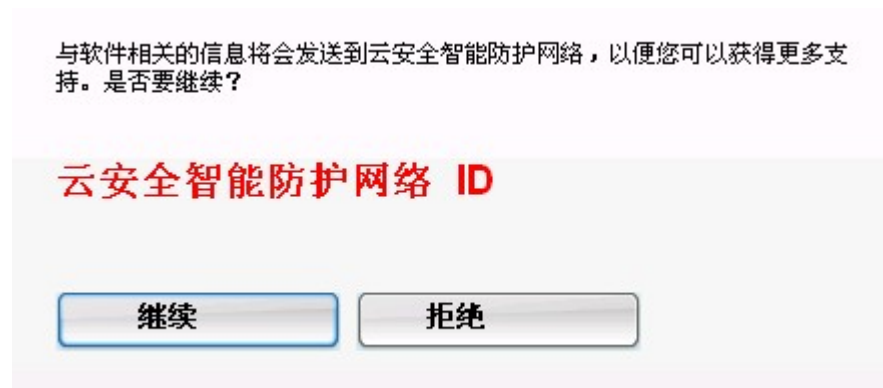 与软件相关的信息将会发送到云安全智能防护网络，以便您可以获得更多支
持。是否要继续？
云安全智能防护网络 ID
继续
拒绝